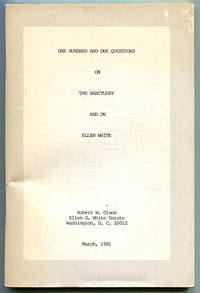 ONE HUNDRED AND ONE QUESTIONS
ON
THE SANCTUARY
AND ON
ELLEN WHITE
Robert W. Olson
Ellen G. White Estate
Washington, D. C. 20012
March, 1981